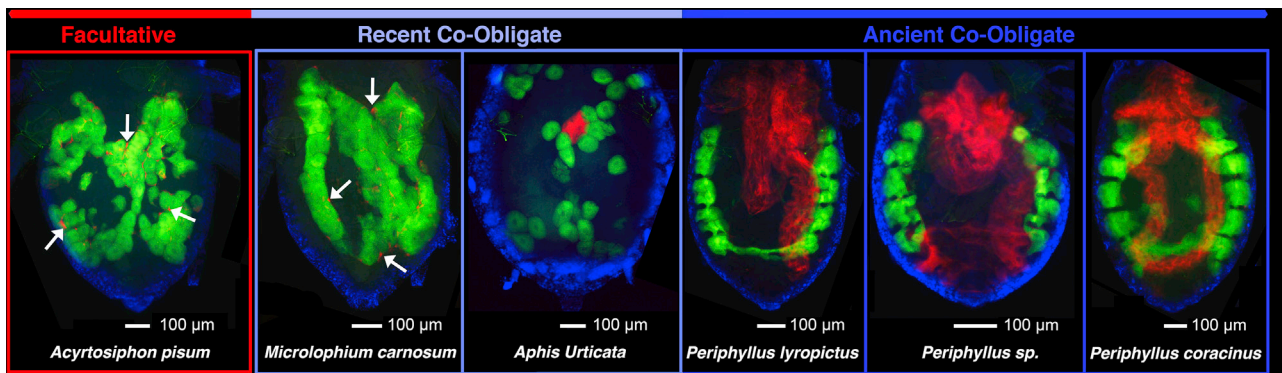 Facultative
Recent Co-Obligate
Ancient Co-Obligate
100 µm
100 µm
100 µm
100 µm
100 µm
100 µm
Acyrtosiphon pisum
Microlophium carnosum
Aphis Urticata
Periphyllus lyropictus
Periphyllus sp.
Periphyllus coracinus